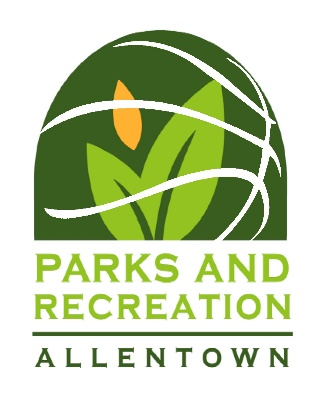 PARKS AND
RECREATION
ALLENTOWN